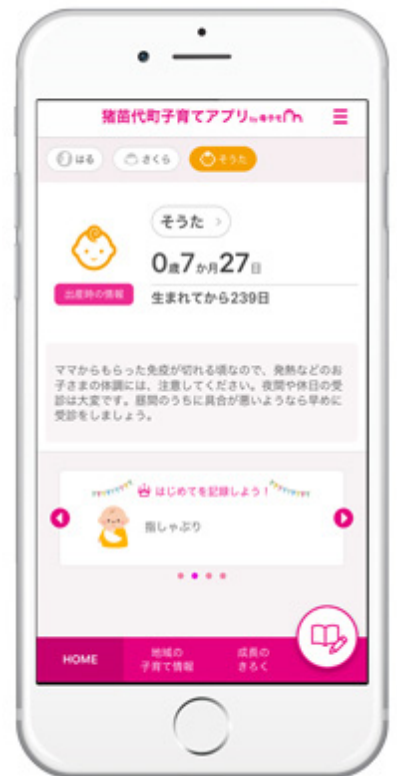 猪苗代町子育てアプリ by 母子モ
はる さくら そうた
そうた
0歳7か月27日
出産時の情報
生まれてから239日
ママからもらった免疫が切れる頃なので、発熱などのお
子さまの体調には、注意してください。夜間や休日の受
診は大変です。昼間のうちに具合が悪いようなら早めに
受診をしましょう。
はじめてを記録しよう！
指しゃぶり
HOME
地域の
子育て情報
成長の
きろく